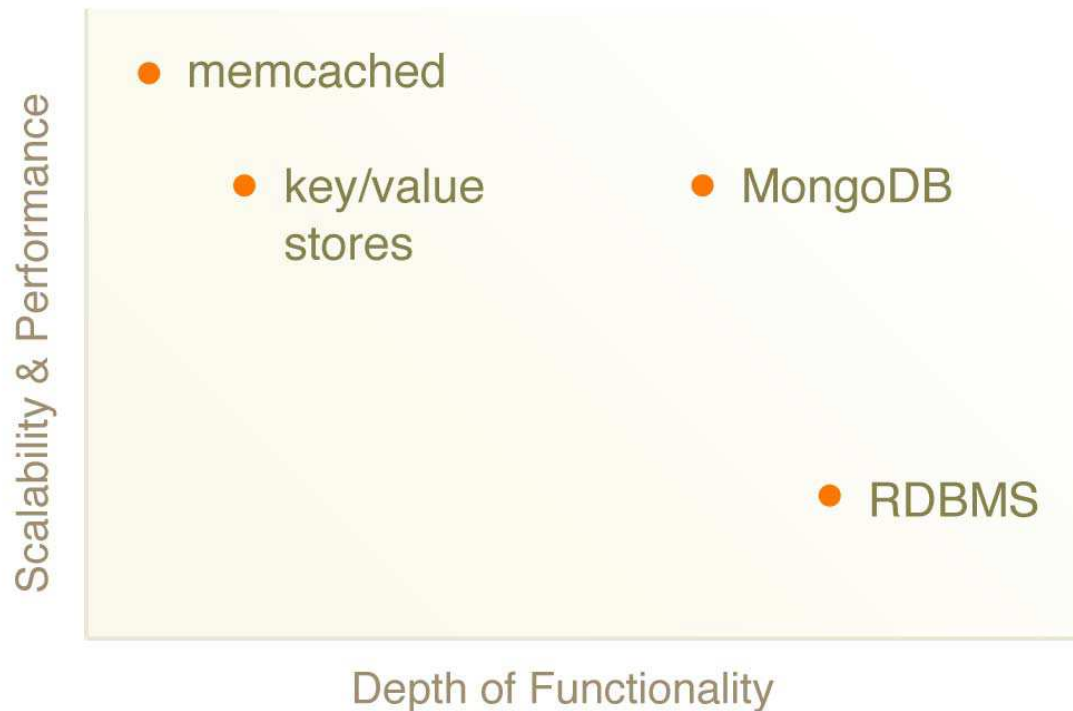 memcached
key/value
stores
MongoDB
RDBMS
Scalability & Performance
Depth of Functionality